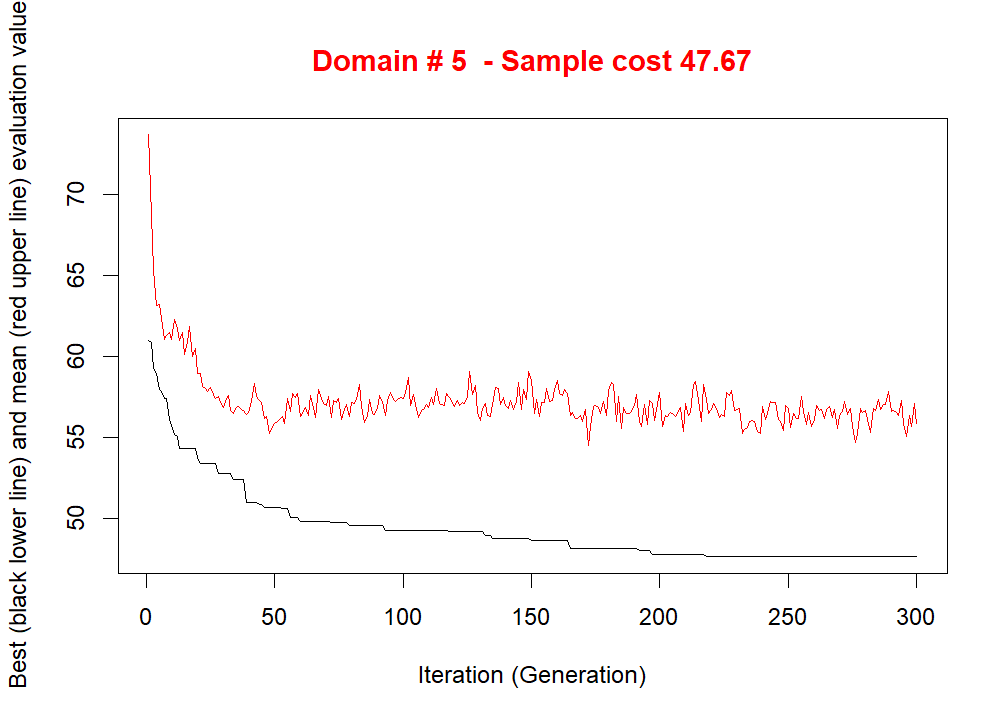 Domain # 5  - Sample cost 47.67
Best (black lower line) and mean (red upper line) evaluation value
70
65
60
55
50
0 50 100 150 200 250 300
Iteration (Generation)